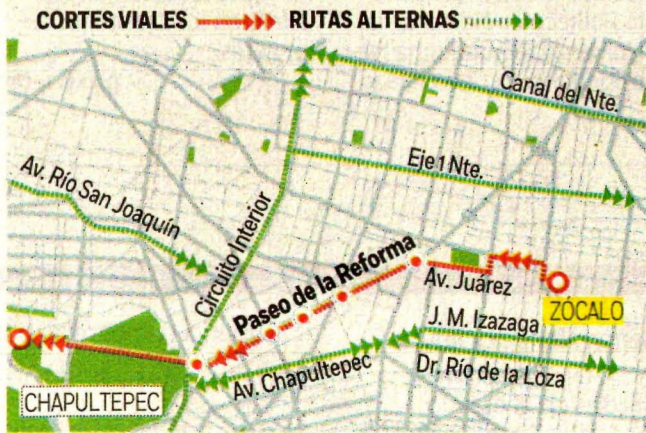 CORTES VIALES
RUTAS ALTERNAS
Canal del Nte.
Eje 1 Nte.
Av. Río San Joaquín
Circuito Interior
Paseo de la Reforma
Av. Juárez
ZÓCALO
J. M. Izazaga
Av. Chapultepec
Dr. Río de la Loza
CHAPULTEPEC